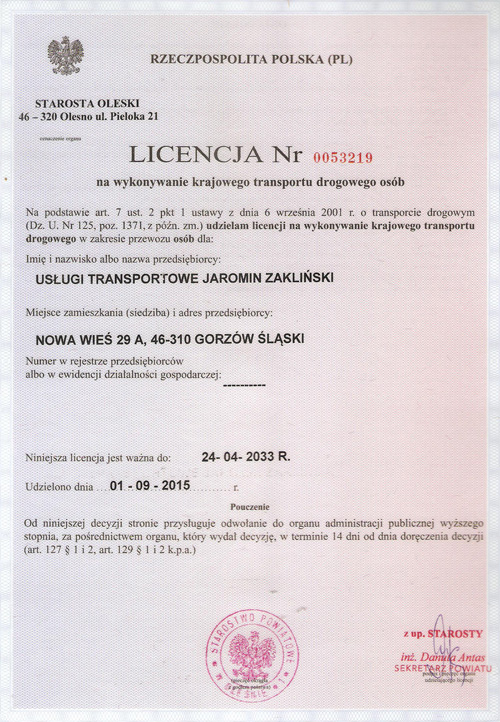 RZECZPOSPOLITA POLSKA (PL)
STAROSTA OLESKI
46 – 320 Olesno ul. Pieloka 21
oznaczenie organu
LICENCJA Nr 0053219
na wykonywanie krajowego transportu drogowego osób
Na podstawie art. 7 ust. 2 pkt 1 ustawy z dnia 6 września 2001 r. o transporcie drogowym
(Dz. U. Nr 125, poz. 1371, z późn. zm.) udzielam licencji na wykonywanie krajowego transportu
drogowego w zakresie przewozu osób dla:
Imię i nazwisko albo nazwa przedsiębiorcy:
USŁUGI TRANSPORTOWE JAROMIN ZAKLIŃSKI
Miejsce zamieszkania (siedziba) i adres przedsiębiorcy:
NOWA WIEŚ 29 A, 46-310 GORZÓW ŚLĄSKI
Numer w rejestrze przedsiębiorców
albo w ewidencji działalności gospodarczej: ----------
Niniejsza licencja jest ważna do: 24- 04- 2033 R.
Udzielono dnia 01 - 09 - 2015 r.
Pouczenie
Od niniejszej decyzji stronie przysługuje odwołanie do organu administracji publicznej wyższego
stopnia, za pośrednictwem organu, który wydał decyzję, w terminie 14 dni od dnia doręczenia decyzji
(art. 127 § 1 i 2, art. 129 § 1 i 2 k.p.a.)
STAROSTWO POWIATOWE
W OLEŚNIE
z up. STAROSTY
inż. Danuta Antas
SEKRETARZ POWIATU